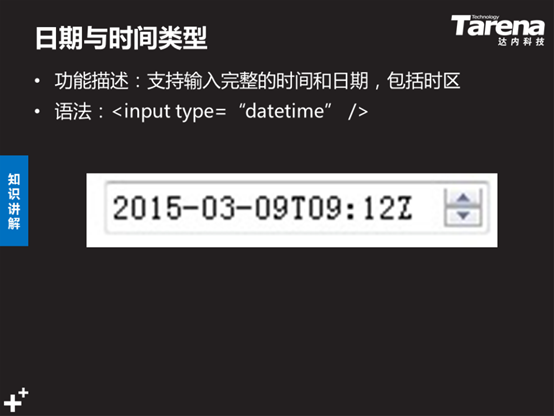 Technology
Tarena
达内科技
日期与时间类型
• 功能描述：支持输入完整的时间和日期，包括时区
• 语法：<input type=“datetime” />
知识讲解
2015-03-09T09:12Z